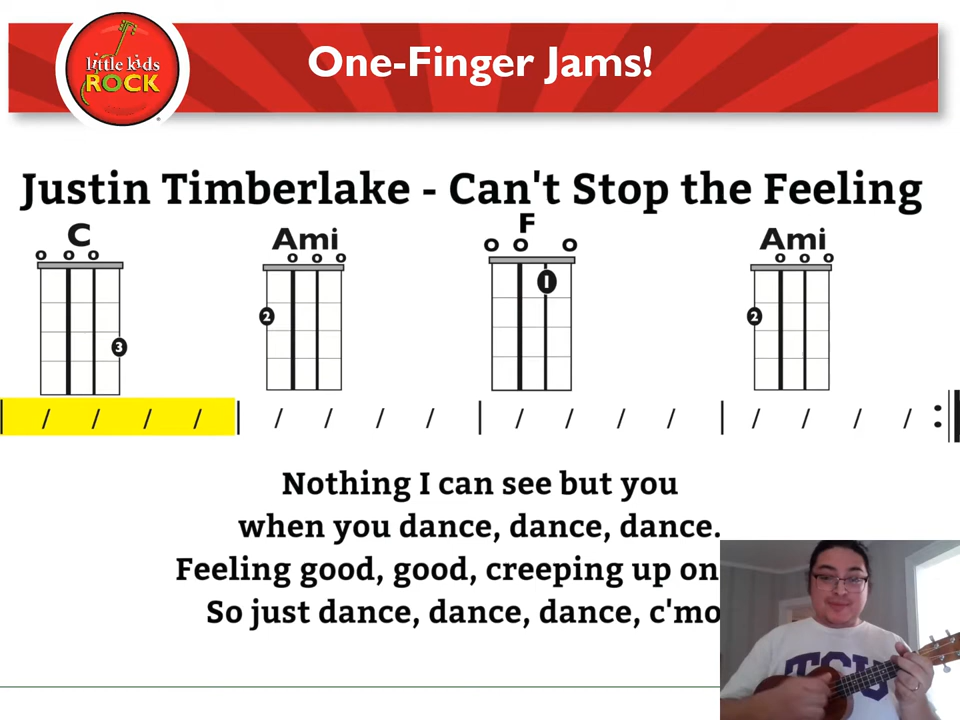 little kids
ROCK
One-Finger Jams!
Justin Timberlake - Can't Stop the Feeling
C Ami F Ami
o o o o o o o o o o o o
2 3 1 2
| / / / / | / / / / | / / / / | / / / / :
Nothing I can see but you
when you dance, dance, dance.
Feeling good, good, creeping up on
So just dance, dance, dance, c'mo
TCU